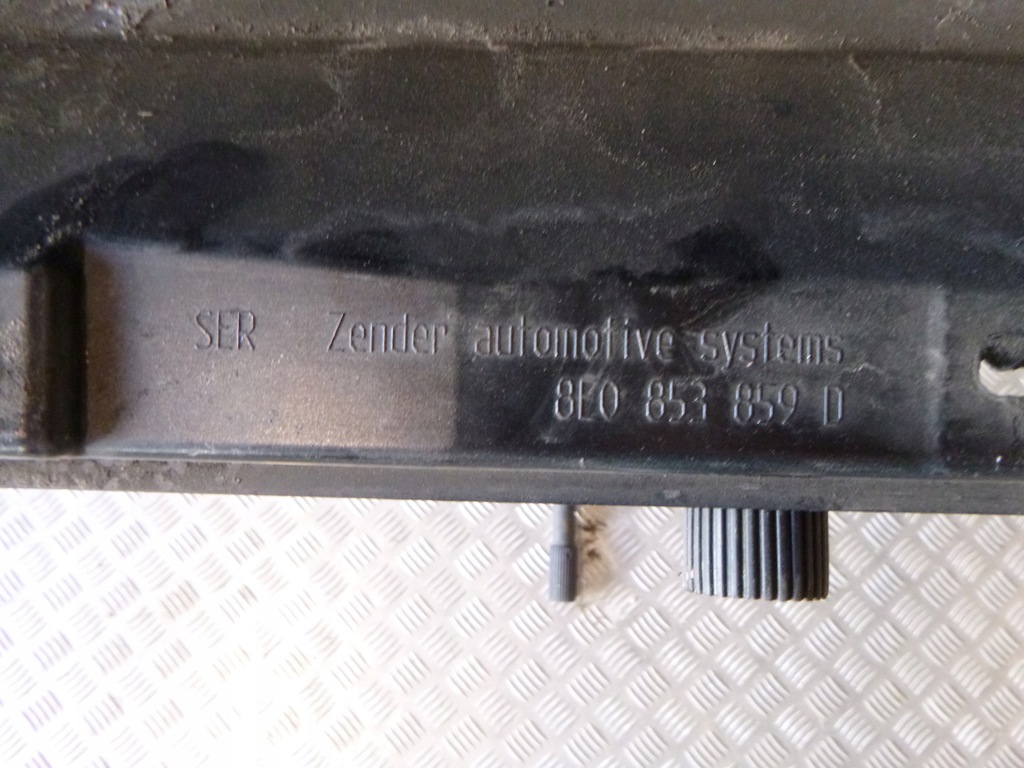 SER Zender automotive systems
8E0 853 859 D